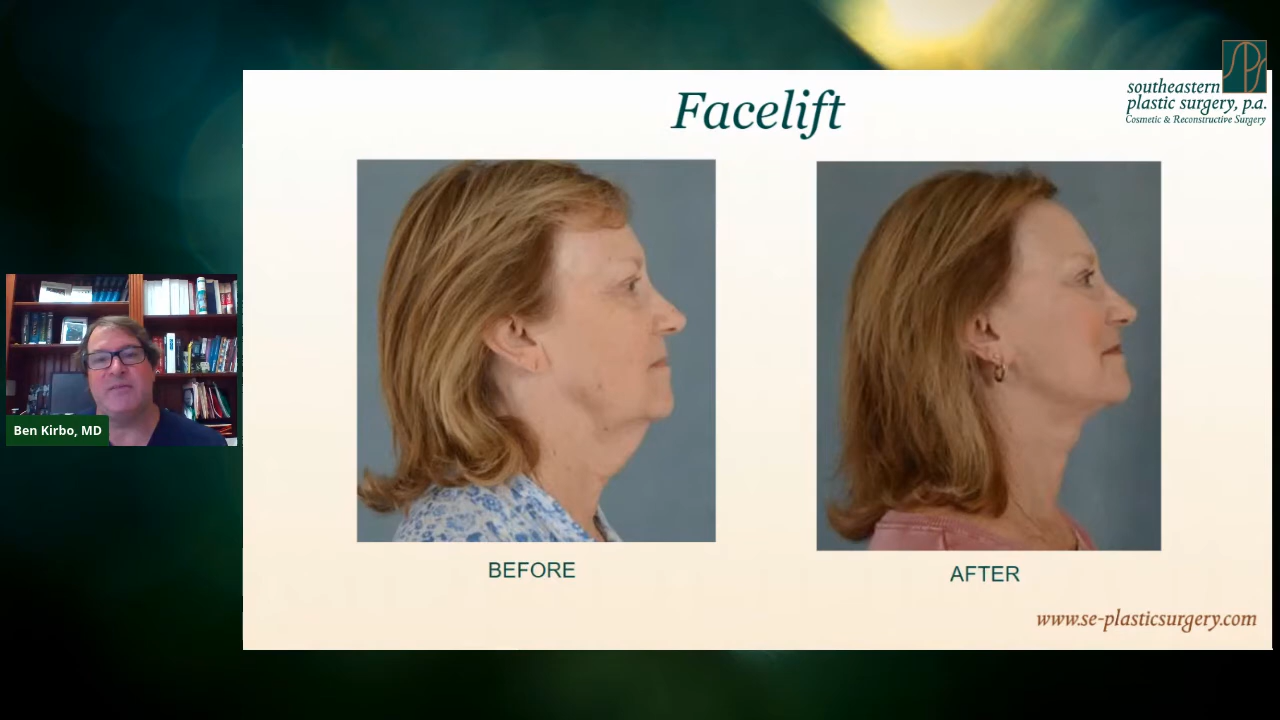 Facelift
southeastern
plastic surgery, p.a.
Cosmetic & Reconstructive Surgery
Ben Kirbo, MD
BEFORE
AFTER
www.se-plasticsurgery.com